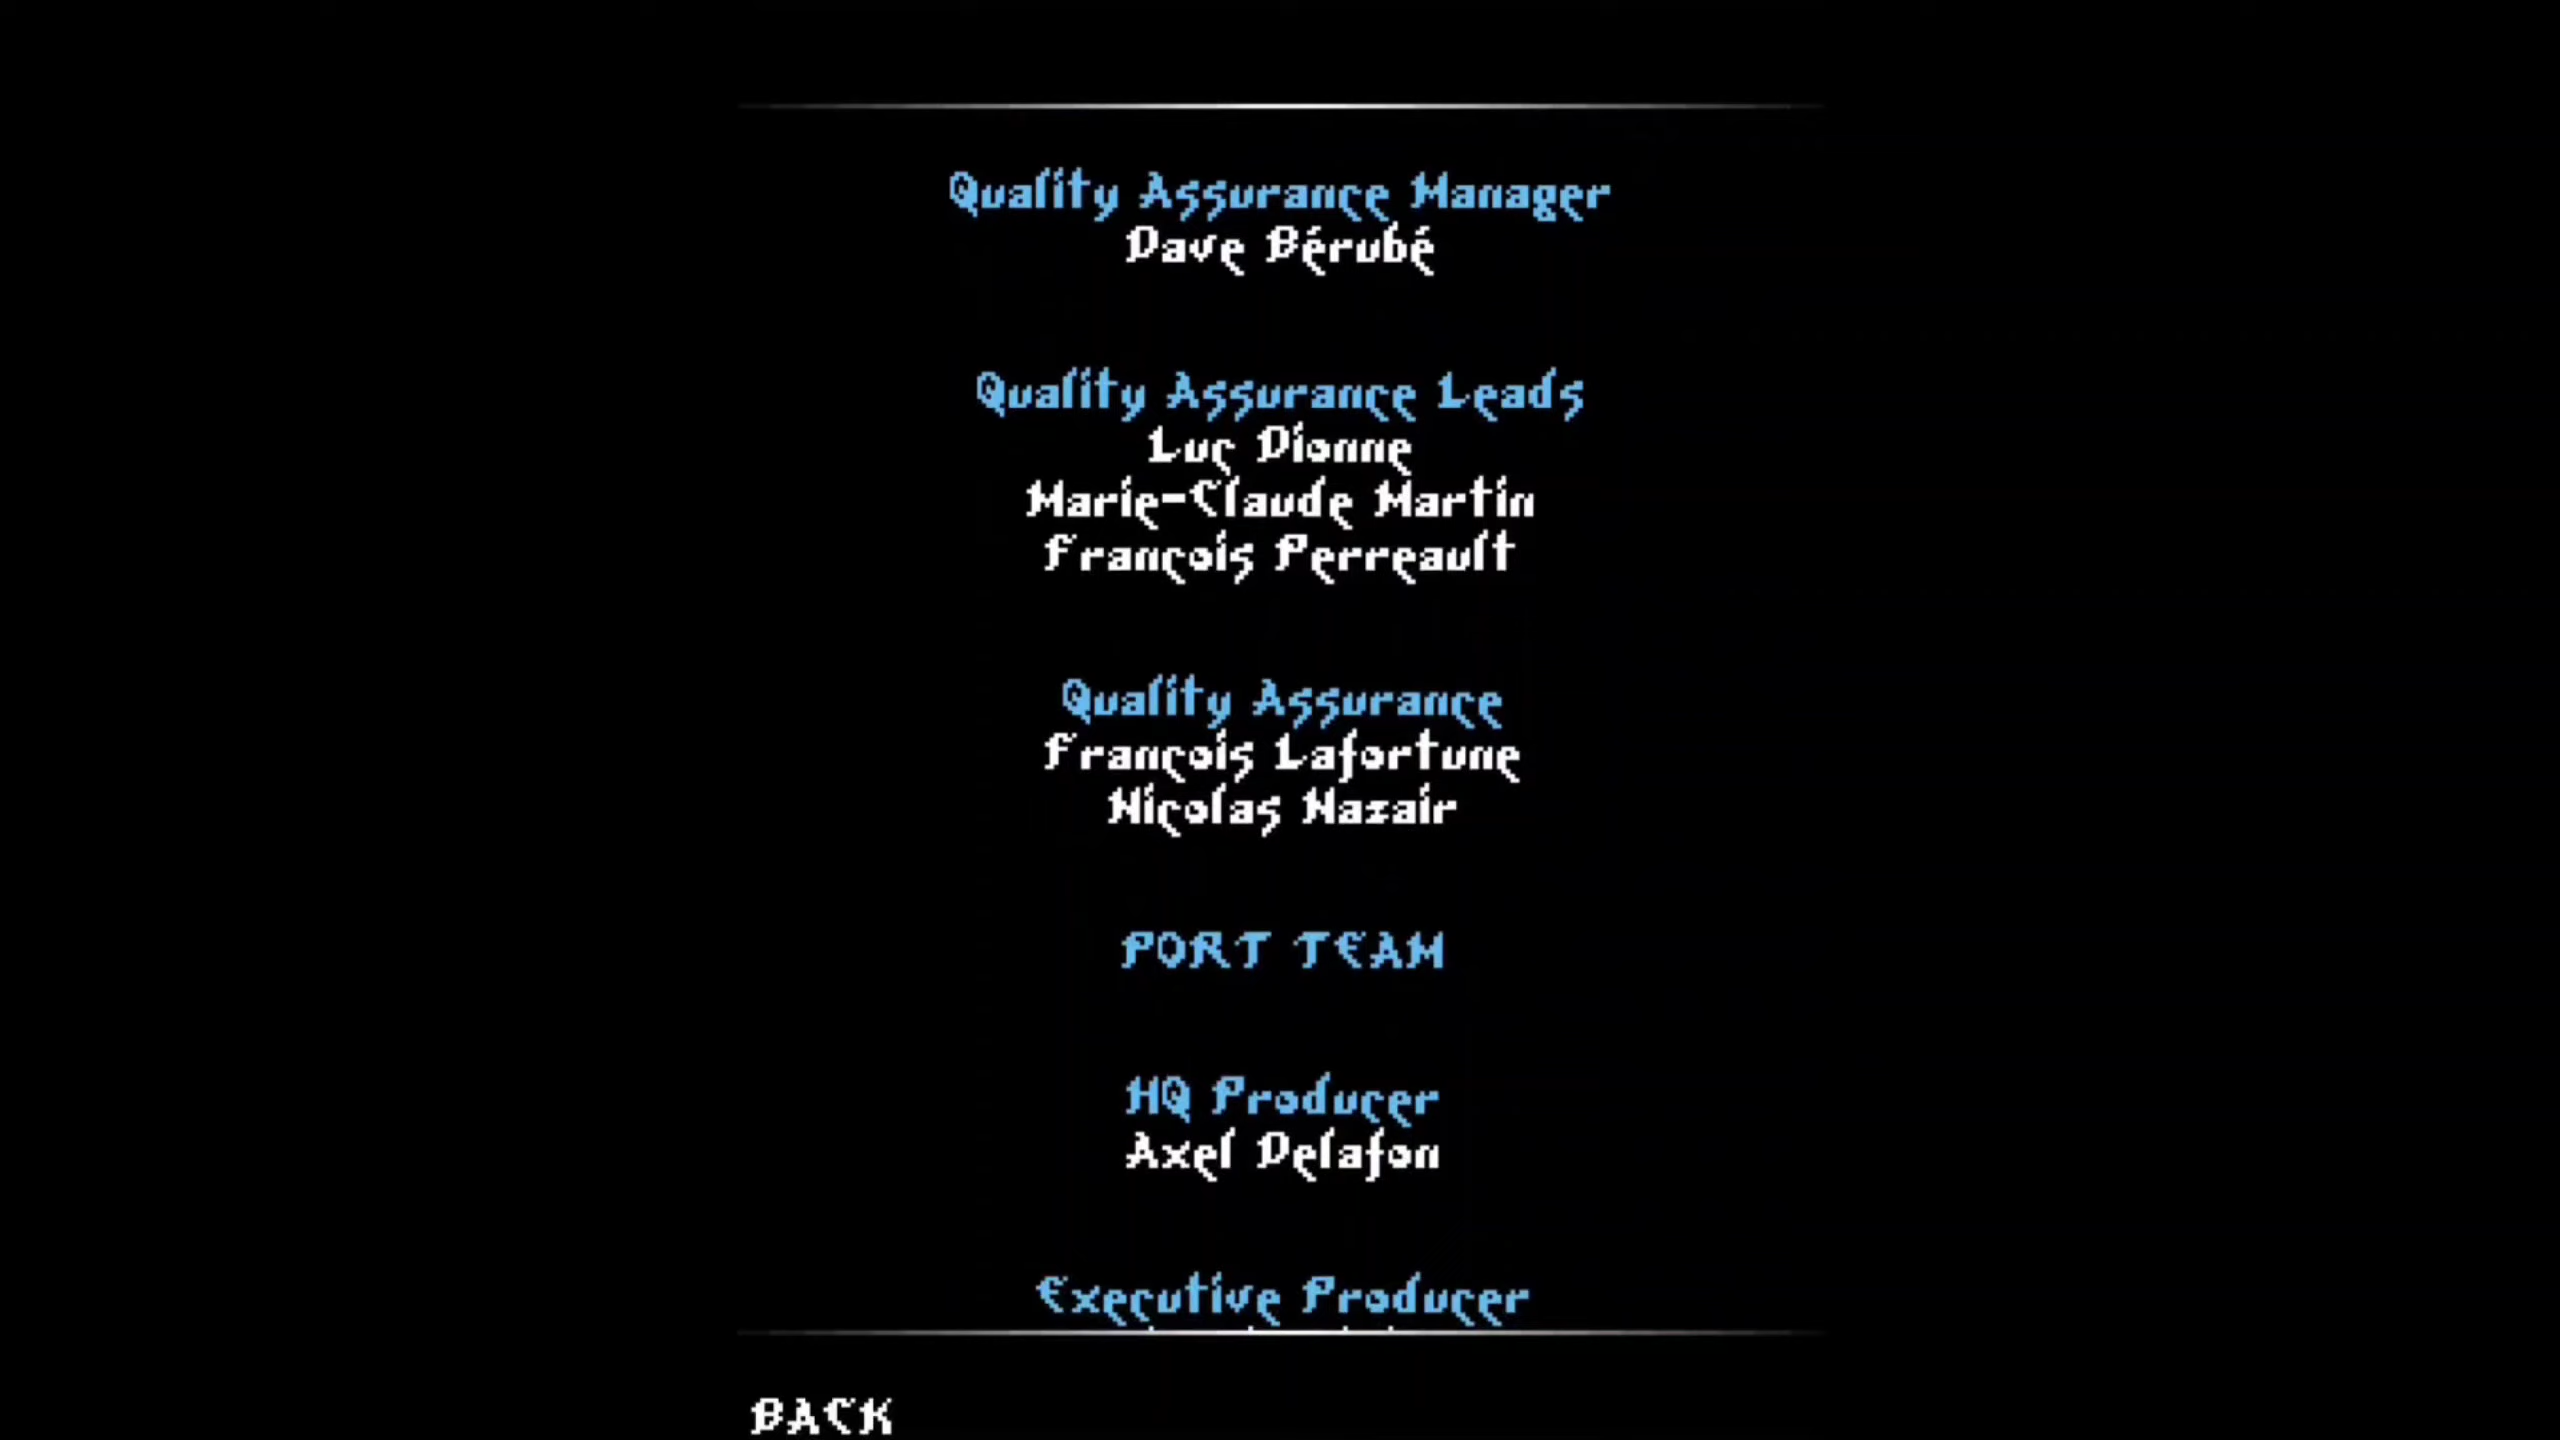 Quality Assurance Manager
Dave Bérubé
Quality Assurance Leads
Luc Dionne
Marie-Claude Martin
François Perreault
Quality Assurance
François Lafortune
Nicolas Nazair
PORT TEAM
HQ Producer
Axel Delafon
Executive Producer
BACK